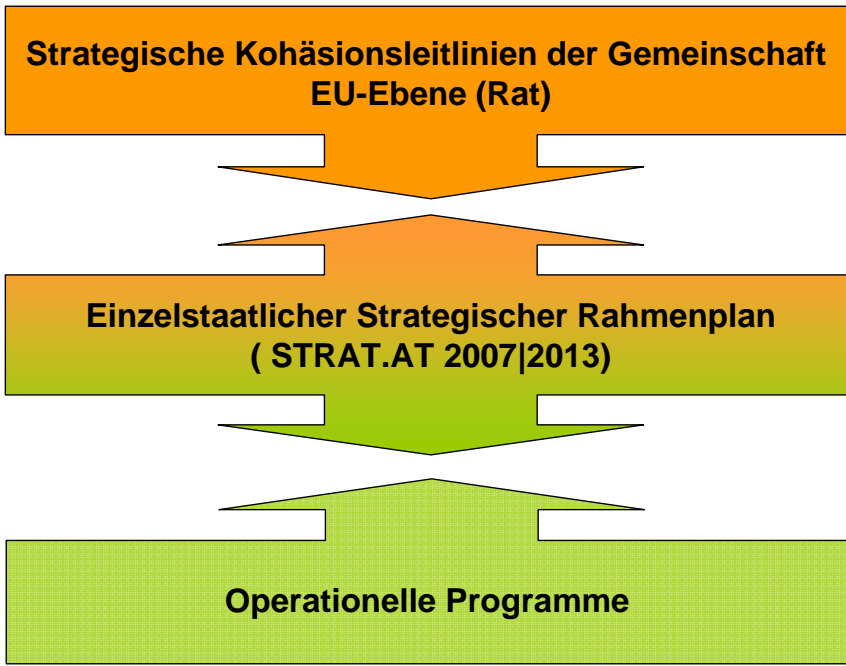 Strategische Kohäsionsleitlinien der Gemeinschaft
EU-Ebene (Rat)
Einzelstaatlicher Strategischer Rahmenplan
( STRAT.AT 2007|2013)
Operationelle Programme